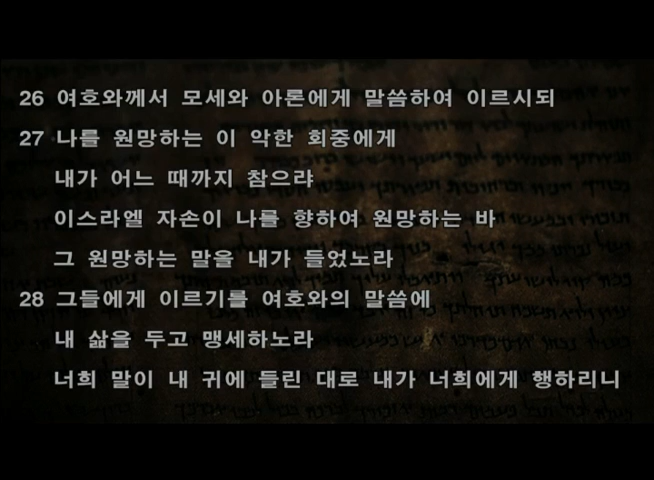 26 여호와께서 모세와 아론에게 말씀하여 이르시되
27 나를 원망하는 이 악한 회중에게
내가 어느 때까지 참으랴
이스라엘 자손이 나를 향하여 원망하는 바
그 원망하는 말을 내가 들었노라
28 그들에게 이르기를 여호와의 말씀에
내 삶을 두고 맹세하노라
너희 말이 내 귀에 들린 대로 내가 너희에게 행하리니